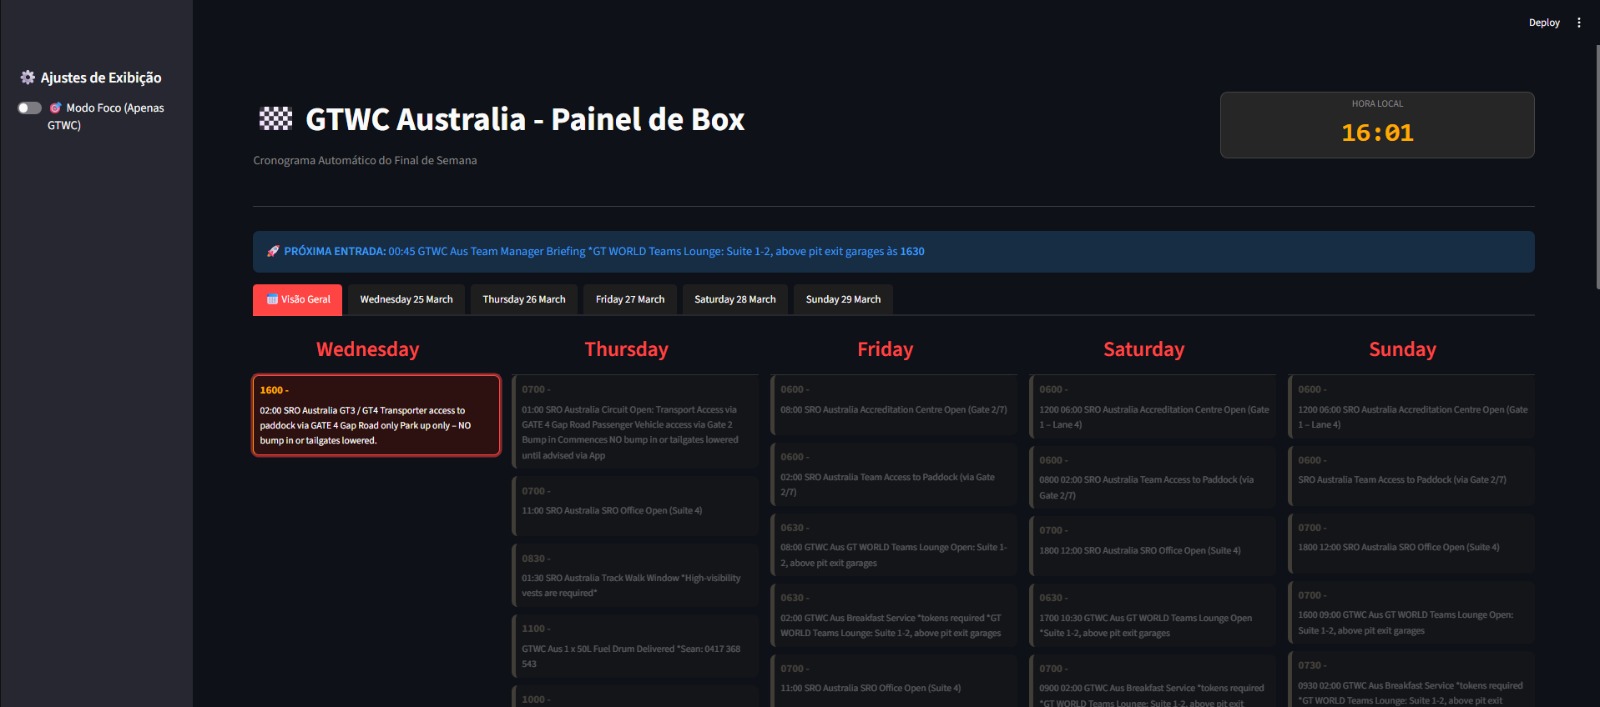 Deploy
Ajustes de Exibição
Modo Foco (Apenas
GTWC)
GTWC Australia - Painel de Box
Cronograma Automático do Final de Semana
HORA LOCAL
16:01
PRÓXIMA ENTRADA: 00:45 GTWC Aus Team Manager Briefing *GT WORLD Teams Lounge: Suite 1-2, above pit exit garages às 1630
Visão Geral
Wednesday 25 March
Thursday 26 March
Friday 27 March
Saturday 28 March
Sunday 29 March
Wednesday
1600 -
02:00 SRO Australia GT3 / GT4 Transporter access to
paddock via GATE 4 Gap Road only Park up only – NO
bump in or tailgates lowered.
Thursday
0700 -
01:00 SRO Australia Circuit Open: Transport Access via
GATE 4 Gap Road Passenger Vehicle access via Gate 2
Bump in Commences NO bump in or tailgates lowered
until advised via App
0700 -
11:00 SRO Australia SRO Office Open (Suite 4)
0830 -
01:30 SRO Australia Track Walk Window *High-visibility
vests are required*
1100 -
GTWC Aus 1 x 50L Fuel Drum Delivered *Sean: 0417 368
543
1000 -
Friday
0600 -
08:00 SRO Australia Accreditation Centre Open (Gate 2/7)
0600 -
02:00 SRO Australia Team Access to Paddock (via Gate
2/7)
0630 -
08:00 GTWC Aus GT WORLD Teams Lounge Open: Suite 1-
2, above pit exit garages
0630 -
02:00 GTWC Aus Breakfast Service *tokens required *GT
WORLD Teams Lounge: Suite 1-2, above pit exit garages
0700 -
11:00 SRO Australia SRO Office Open (Suite 4)
Saturday
0600 -
1200 06:00 SRO Australia Accreditation Centre Open (Gate
1 – Lane 4)
0600 -
0800 02:00 SRO Australia Team Access to Paddock (via
Gate 2/7)
0700 -
1800 12:00 SRO Australia SRO Office Open (Suite 4)
0630 -
1700 10:30 GTWC Aus GT WORLD Teams Lounge Open
*Suite 1-2, above pit exit garages
0700 -
0900 02:00 GTWC Aus Breakfast Service *tokens required
*GT WORLD Teams Lounge: Suite 1-2, above pit exit
Sunday
0600 -
1200 06:00 SRO Australia Accreditation Centre Open (Gate
1 – Lane 4)
0600 -
SRO Australia Team Access to Paddock (via Gate 2/7)
0700 -
1800 12:00 SRO Australia SRO Office Open (Suite 4)
0700 -
1600 09:00 GTWC Aus GT WORLD Teams Lounge Open:
Suite 1-2, above pit exit garages
0730 -
0930 02:00 GTWC Aus Breakfast Service *tokens required
*GT WORLD Teams Lounge: Suite 1-2, above pit exit